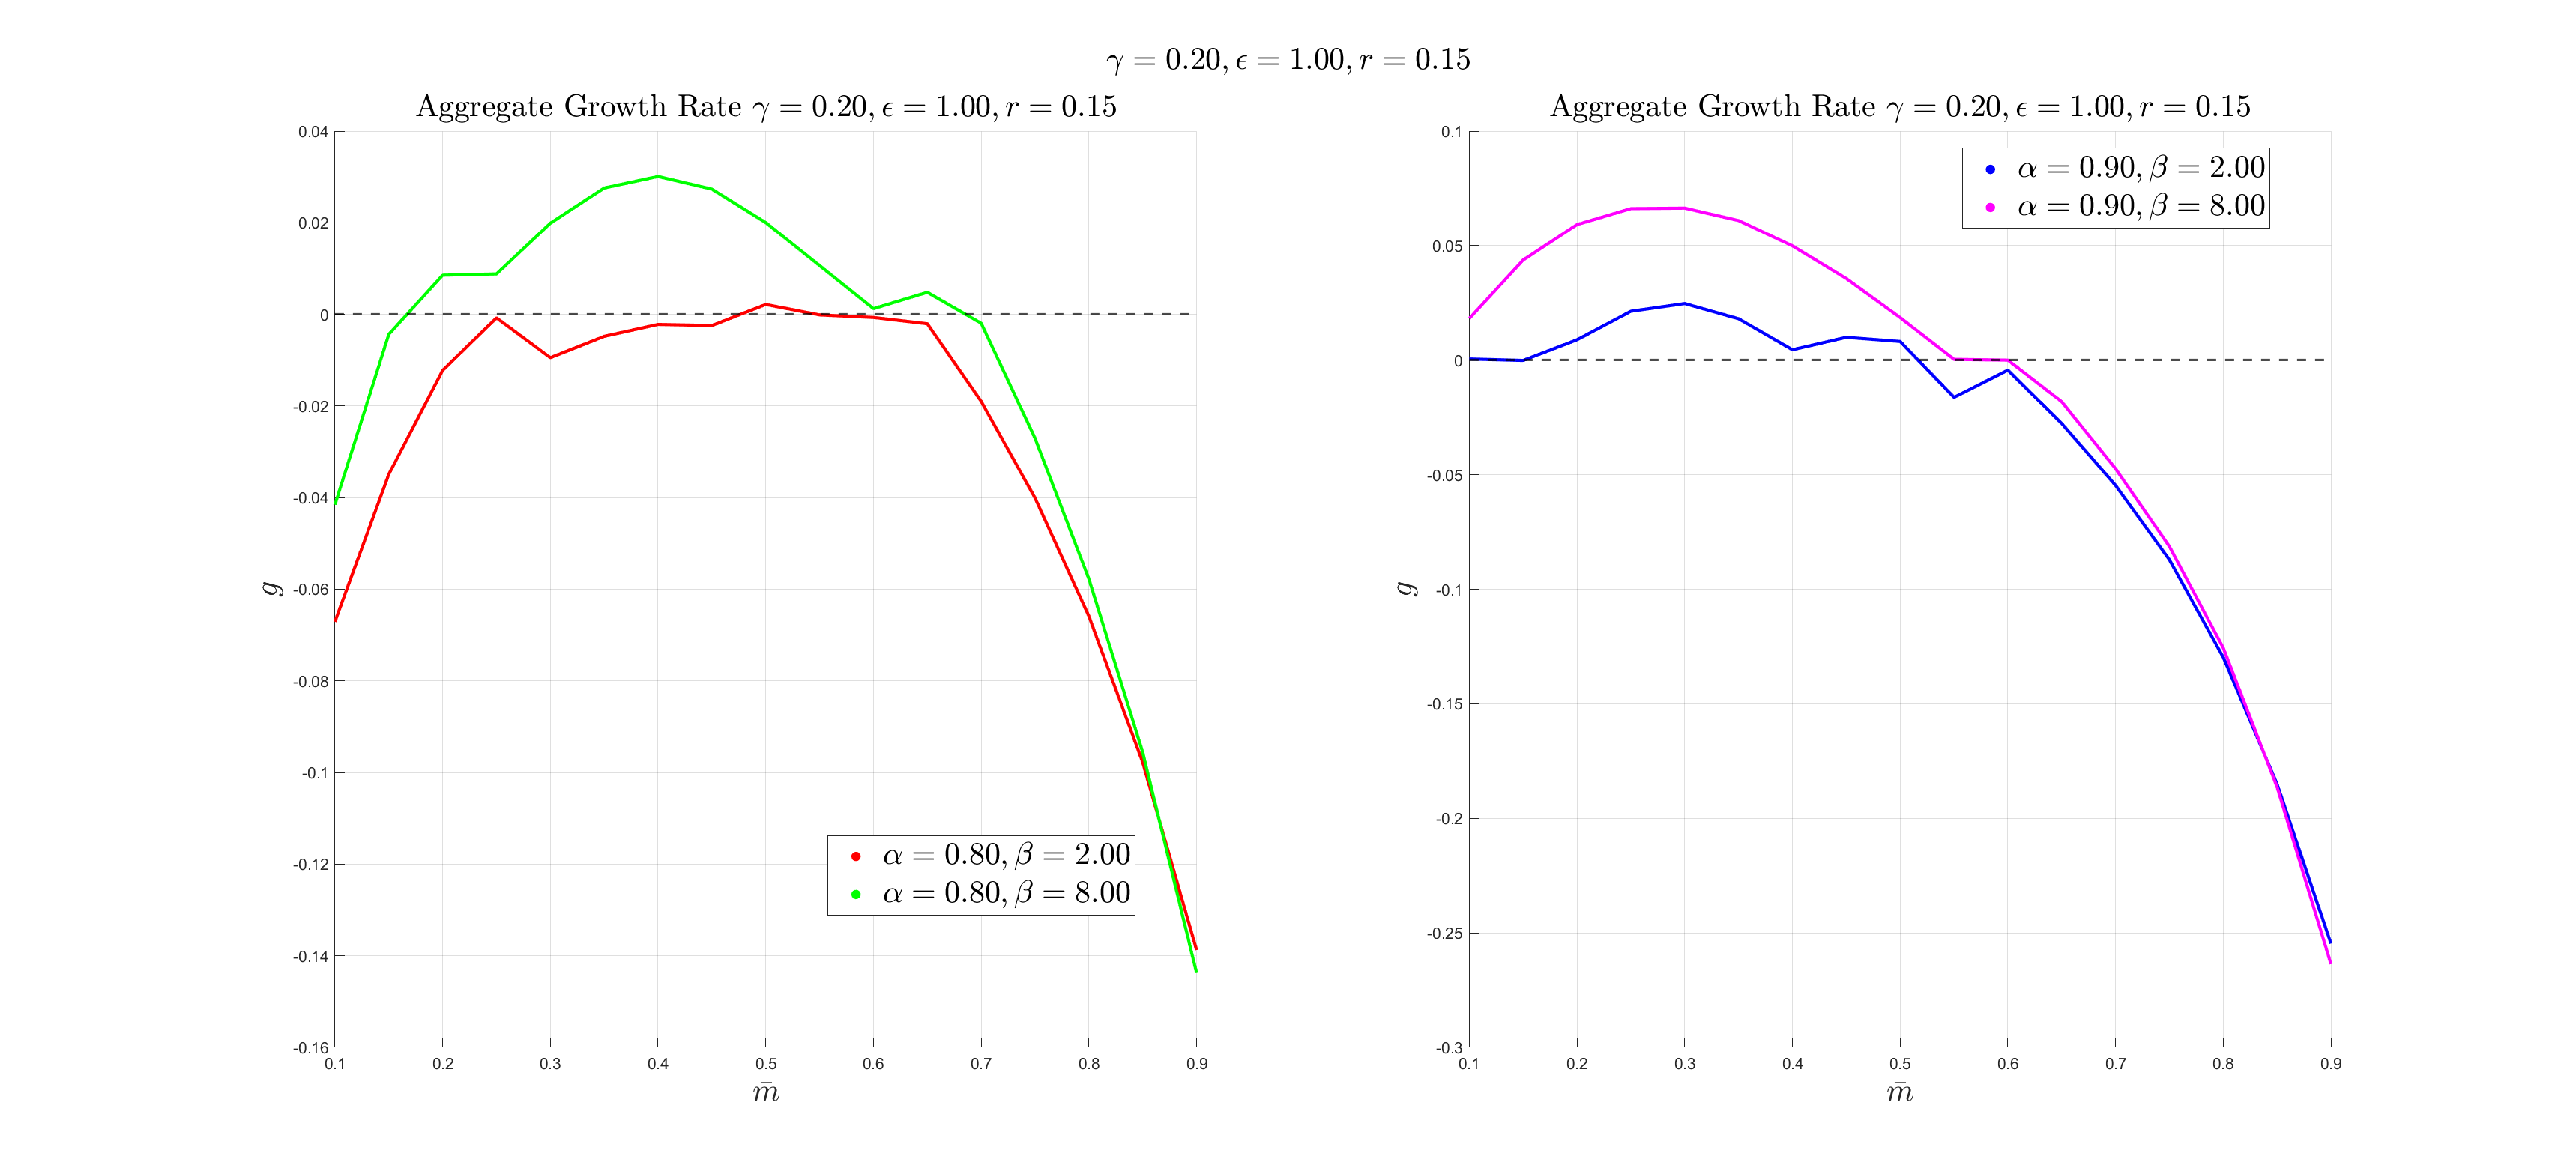 γ = 0.20, ϵ = 1.00, r = 0.15
Aggregate Growth Rate γ = 0.20, ϵ = 1.00, r = 0.15
0.04
0.02
0
-0.02
-0.04
-0.06
-0.08
-0.1
-0.12
-0.14
-0.16
g
0.1 0.2 0.3 0.4 0.5 0.6 0.7 0.8 0.9
m̄
α = 0.80, β = 2.00
α = 0.80, β = 8.00
Aggregate Growth Rate γ = 0.20, ϵ = 1.00, r = 0.15
0.1
0.05
0
-0.05
-0.1
-0.15
-0.2
-0.25
-0.3
g
0.1 0.2 0.3 0.4 0.5 0.6 0.7 0.8 0.9
m̄
α = 0.90, β = 2.00
α = 0.90, β = 8.00